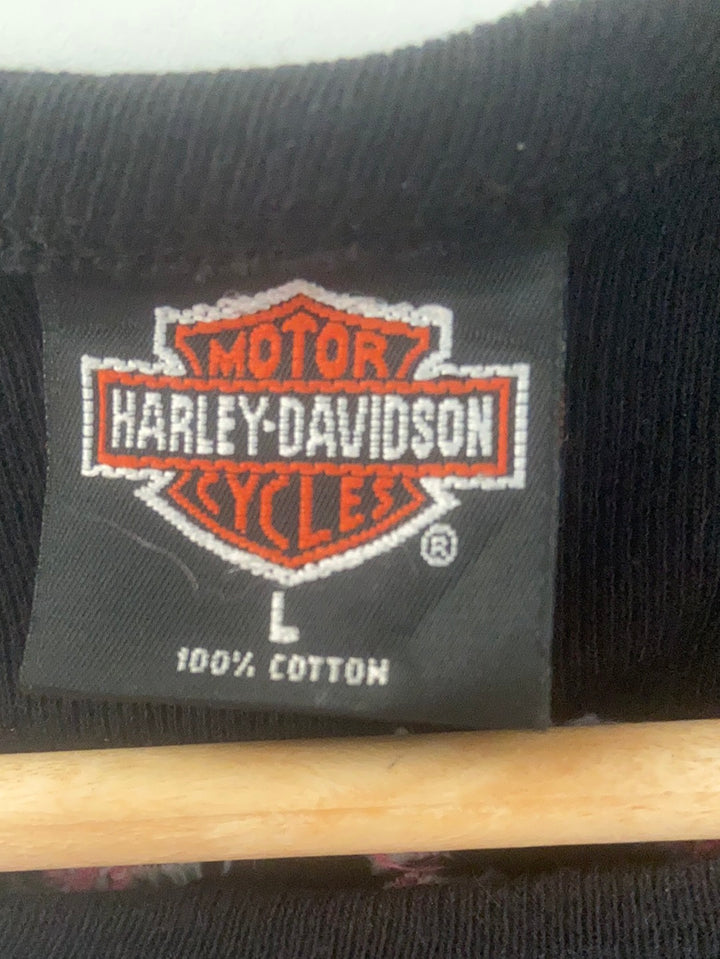 MOTOR
HARLEY-DAVIDSON
CYCLES
®
L
100% COTTON